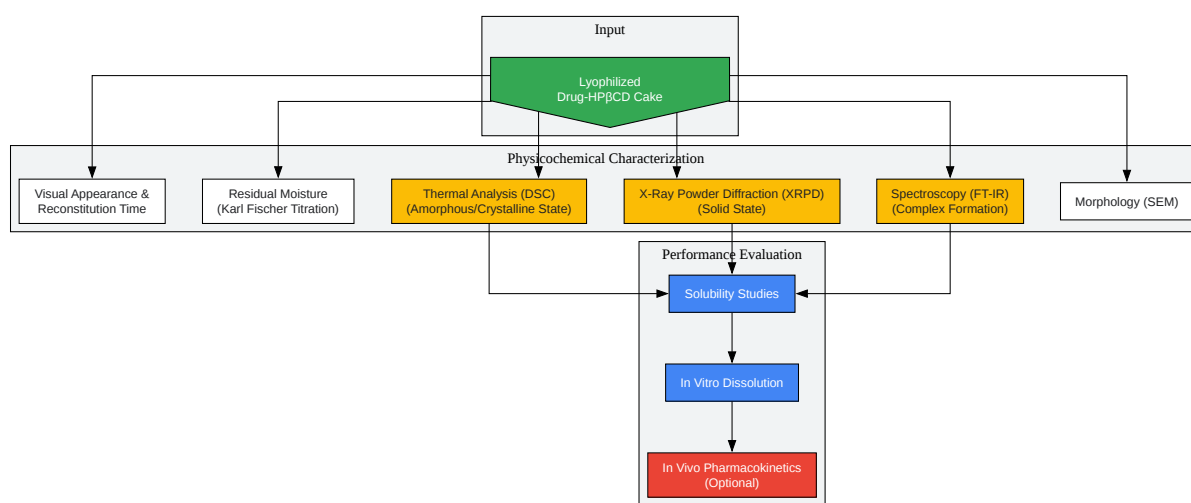 Input
Lyophilized
Drug-HPβCD Cake
Physicochemical Characterization
Visual Appearance &
Reconstitution Time
Residual Moisture
(Karl Fischer Titration)
Thermal Analysis (DSC)
(Amorphous/Crystalline State)
X-Ray Powder Diffraction (XRPD)
(Solid State)
Spectroscopy (FT-IR)
(Complex Formation)
Morphology (SEM)
Performance Evaluation
Solubility Studies
In Vitro Dissolution
In Vivo Pharmacokinetics
(Optional)